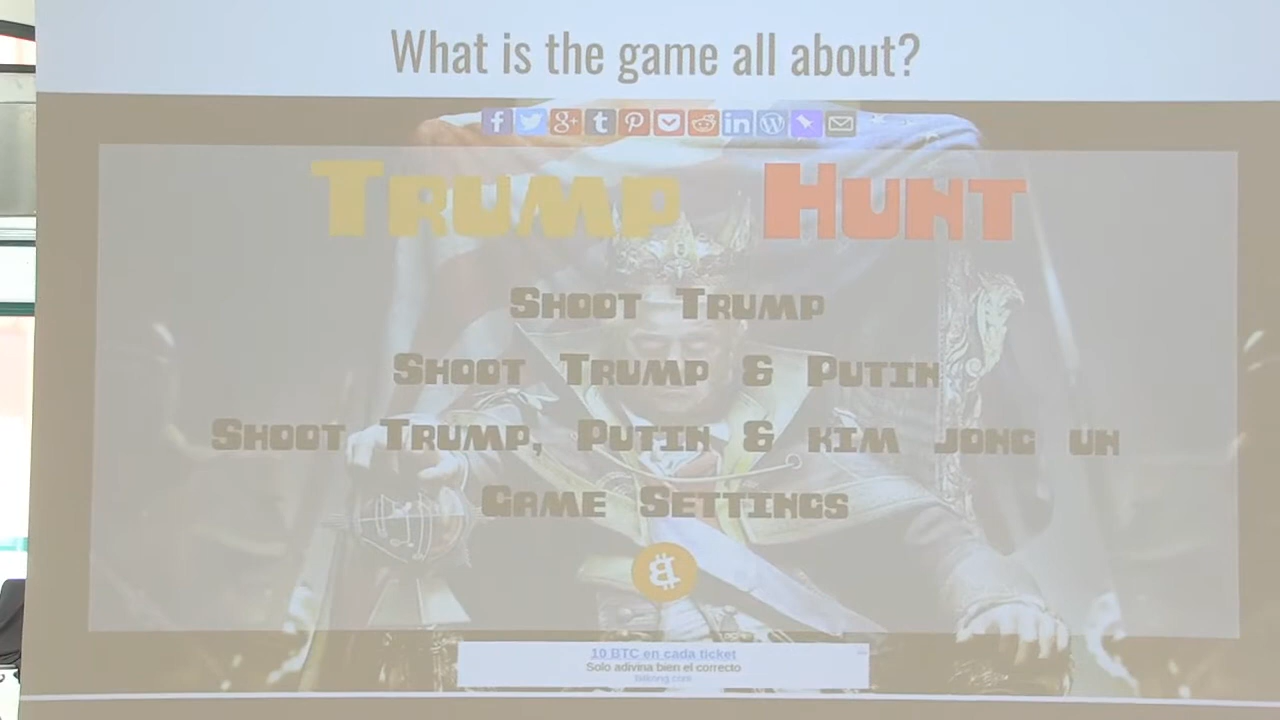 What is the game all about?
Trump Hunt
Shoot Trump
Shoot Trump & Putin
Shoot Trump, Putin & kim jong un
Game Settings
10 BTC en cada ticket
Solo adivina bien el correcto